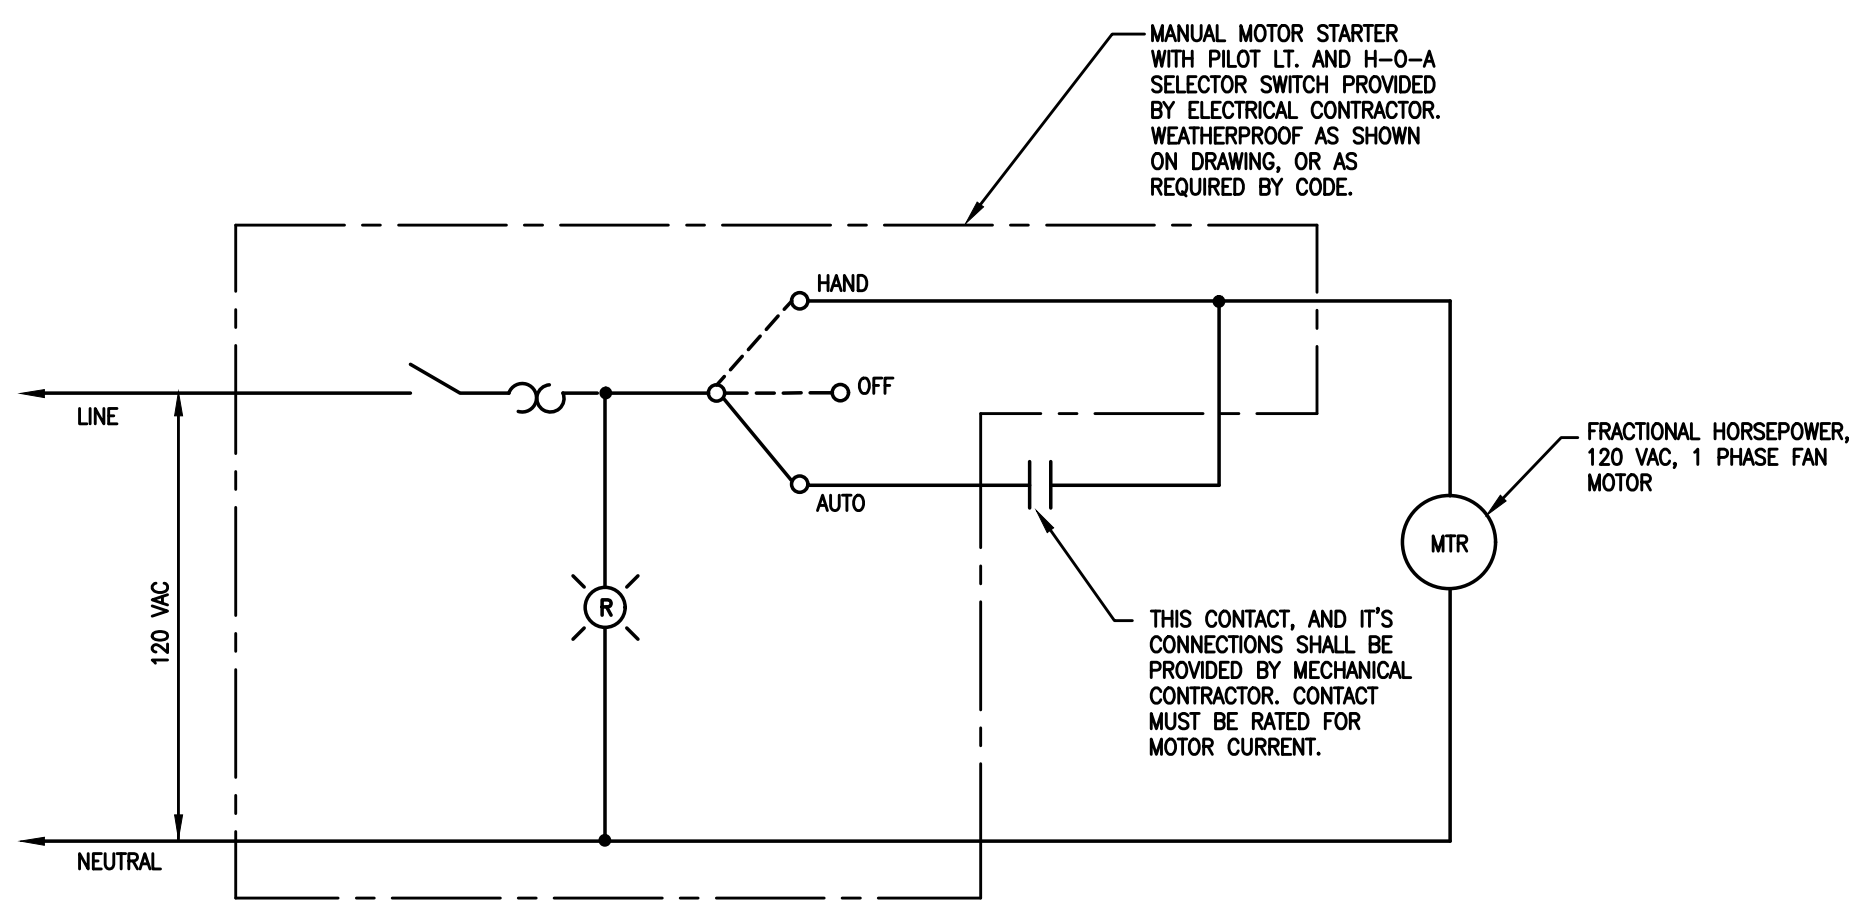 MANUAL MOTOR STARTER
WITH PILOT LT. AND H-O-A
SELECTOR SWITCH PROVIDED
BY ELECTRICAL CONTRACTOR.
WEATHERPROOF AS SHOWN
ON DRAWING, OR AS
REQUIRED BY CODE.
HAND
OFF
LINE
AUTO
FRACTIONAL HORSEPOWER,
120 VAC, 1 PHASE FAN
MOTOR
MTR
120 VAC
R
THIS CONTACT, AND IT'S
CONNECTIONS SHALL BE
PROVIDED BY MECHANICAL
CONTRACTOR. CONTACT
MUST BE RATED FOR
MOTOR CURRENT.
NEUTRAL